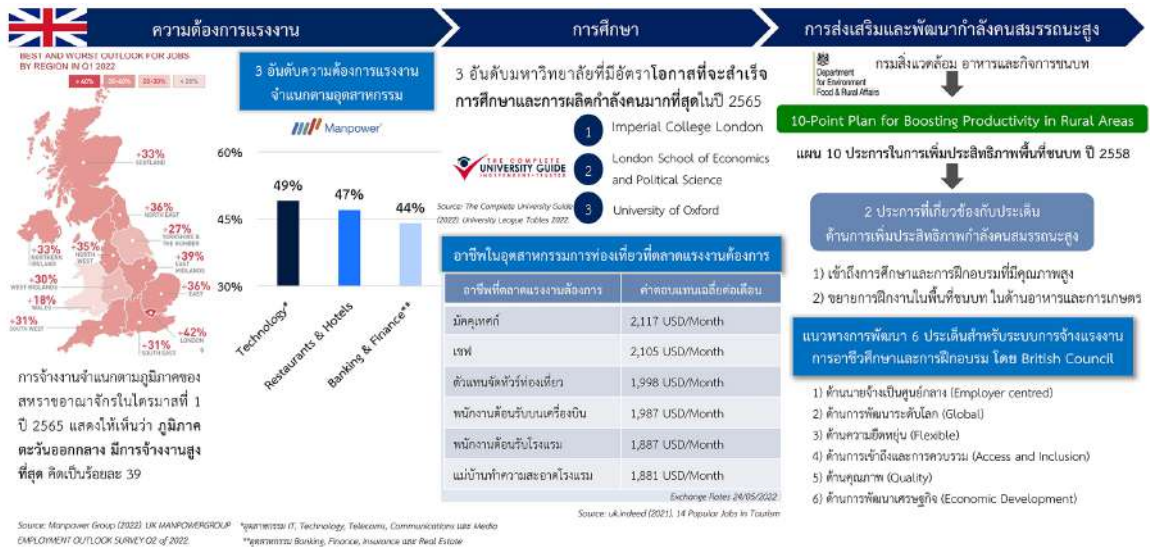 ความต้องการแรงงาน
การศึกษา
การส่งเสริมและพัฒนากำลังคนสมรรถนะสูง
BEST AND WORST OUTLOOK FOR JOBS
BY REGION IN Q1 2022
+33%
SCOTLAND
+36%
NORTH EAST
+27%
YORKSHIRE &
THE HUMBER
+33%
NORTHERN
IRELAND
+35%
NORTH
WEST
+39%
EAST
MIDLANDS
+30%
WEST MIDLANDS
+36%
EAST
+18%
WALES
+31%
SOUTH WEST
+42%
LONDON
+31%
SOUTH EAST
การจ้างงานจำแนกตามภูมิภาคของ
สหราชอาณาจักรในไตรมาสที่ 1
ปี 2565 แสดงให้เห็นว่า ภูมิภาค
ตะวันออกกลาง มีการจ้างงานสูง
ที่สุด คิดเป็นร้อยละ 39
3 อันดับความต้องการแรงงาน
จำแนกตามอุตสาหกรรม
Manpower
60%
45%
30%
49%
47%
44%
Technology*
Restaurants & Hotels
Banking & Finance**
Source: Manpower Group (2022) UK MANPOWERGROUP
EMPLOYMENT OUTLOOK SURVEY Q2 of 2022.
*อุตสาหกรรม IT, Technology, Telecoms, Communications และ Media
**อุตสาหกรรม Banking, Finance, Insurance และ Real Estate
3 อันดับมหาวิทยาลัยที่มีอัตราโอกาสที่จะสำเร็จ
การศึกษาและการผลิตกำลังคนมากที่สุดในปี 2565
THE COMPLETE
UNIVERSITY GUIDE
INDEPENDENT·TRUSTED
Source: The Complete University Guide
(2022). University League Tables 2022.
1 Imperial College London
2 London School of Economics
and Political Science
3 University of Oxford
อาชีพในอุตสาหกรรมการท่องเที่ยวที่ตลาดแรงงานต้องการ
อาชีพที่ตลาดแรงงานต้องการ ค่าตอบแทนเฉลี่ยต่อเดือน
มัคคุเทศก์ 2,117 USD/Month
เชฟ 2,105 USD/Month
ตัวแทนจัดทัวร์ท่องเที่ยว 1,998 USD/Month
พนักงานต้อนรับบนเครื่องบิน 1,987 USD/Month
พนักงานต้อนรับโรงแรม 1,887 USD/Month
แม่บ้านทำความสะอาดโรงแรม 1,881 USD/Month
Exchange Rates 24/05/2022
Source: uk.indeed (2021). 14 Popular Jobs in Tourism
Department
for Environment
Food & Rural Affairs
กรมสิ่งแวดล้อม อาหารและกิจการชนบท
10-Point Plan for Boosting Productivity in Rural Areas
แผน 10 ประการในการเพิ่มประสิทธิภาพพื้นที่ชนบท ปี 2558
2 ประการที่เกี่ยวข้องกับประเด็น
ด้านการเพิ่มประสิทธิภาพกำลังคนสมรรถนะสูง
1) เข้าถึงการศึกษาและการฝึกอบรมที่มีคุณภาพสูง
2) ขยายการฝึกงานในพื้นที่ชนบท ในด้านอาหารและการเกษตร
แนวทางการพัฒนา 6 ประเด็นสำหรับระบบการจ้างแรงงาน
การอาชีวศึกษาและการฝึกอบรม โดย British Council
1) ด้านนายจ้างเป็นศูนย์กลาง (Employer centred)
2) ด้านการพัฒนาระดับโลก (Global)
3) ด้านความยืดหยุ่น (Flexible)
4) ด้านการเข้าถึงและการควบรวม (Access and Inclusion)
5) ด้านคุณภาพ (Quality)
6) ด้านการพัฒนาเศรษฐกิจ (Economic Development)